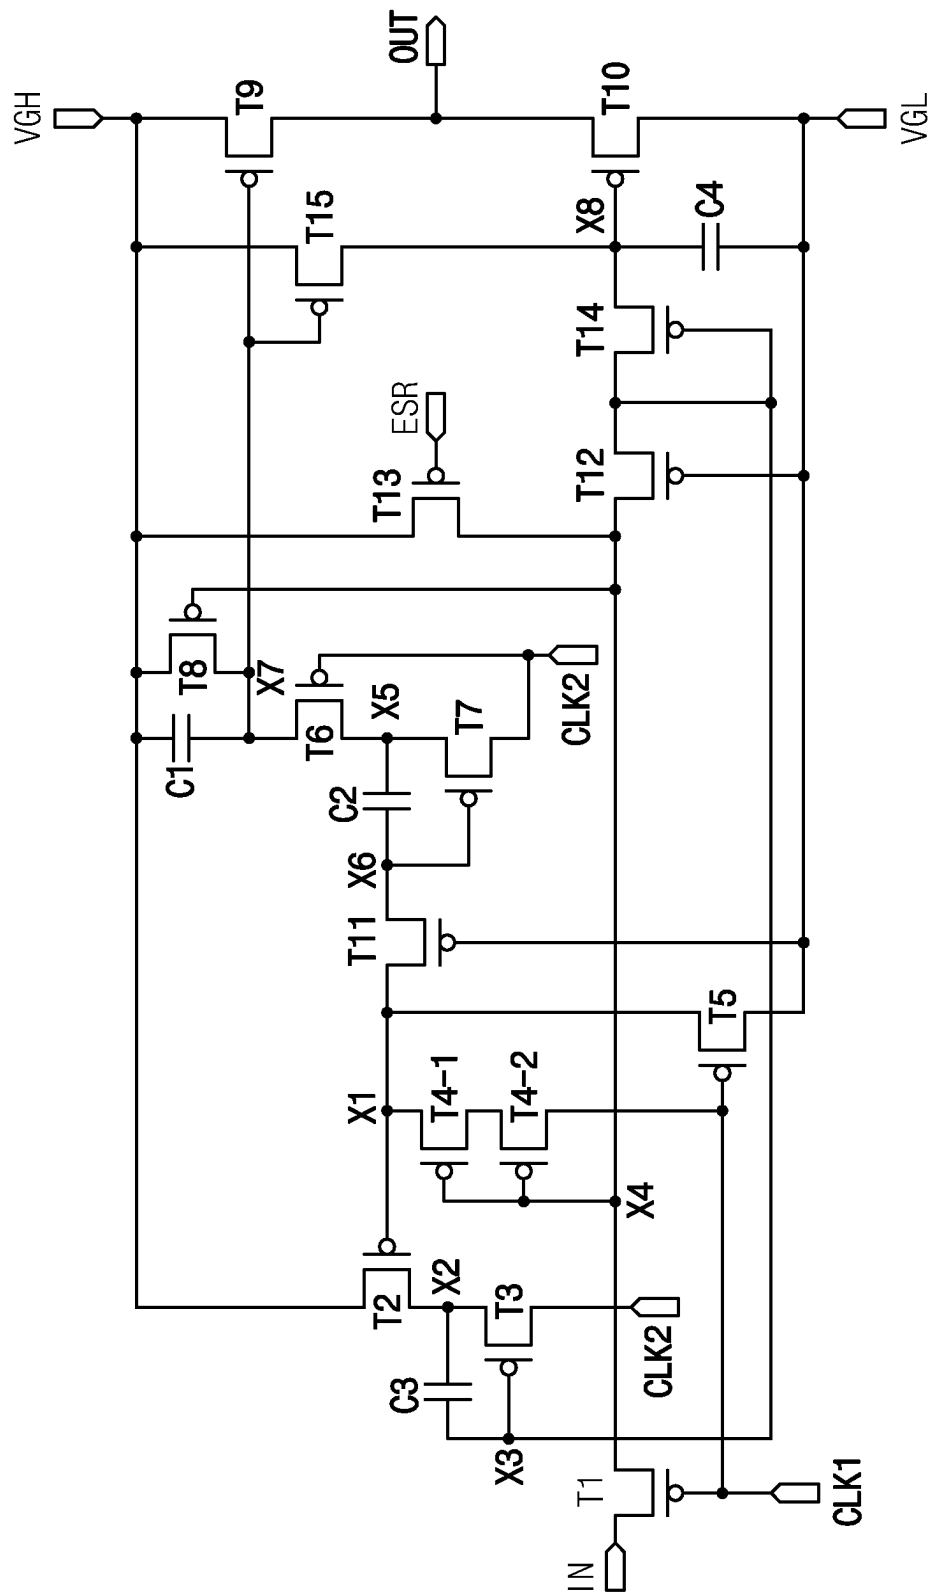 VGH
T9
OUT
T10
VGL
T15
X8
C4
T14
ESR
T13
T12
T8
X7
C1
T6
X5
T7
CLK2
C2
X6
T11
T5
X1
T4-1
T4-2
X4
T2
X2
T3
CLK2
C3
X3
T1
CLK1
IN